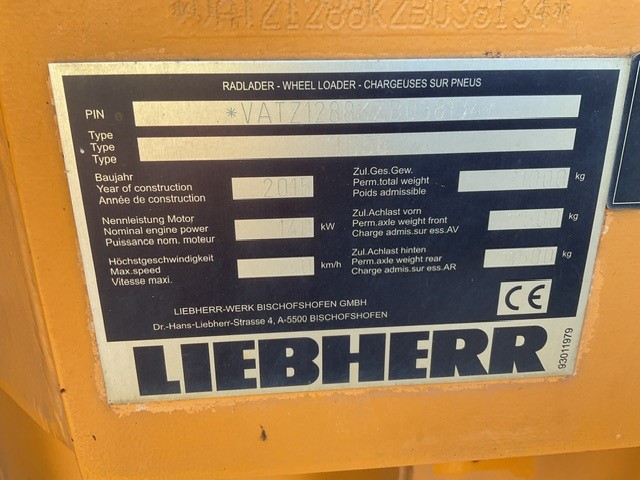 *VATZ1288KZB038134*
RADLADER - WHEEL LOADER - CHARGEUSES SUR PNEUS
PIN
Type
Type
Type
Baujahr
Year of construction 2015
Année de construction
Nennleistung Motor
Nominal engine power kW
Puissance nom. moteur
Höchstgeschwindigkeit
Max.speed km/h
Vitesse maxi.
Zul.Ges.Gew.
Perm.total weight kg
Poids admissible
Zul.Achlast vorn
Perm.axle weight front kg
Charge admis.sur ess.AV
Zul.Achlast hinten
Perm.axle weight rear kg
Charge admis.sur ess.AR
LIEBHERR-WERK BISCHOFSHOFEN GMBH
Dr.-Hans-Liebherr-Strasse 4, A-5500 BISCHOFSHOFEN
CE
LIEBHERR
93011979